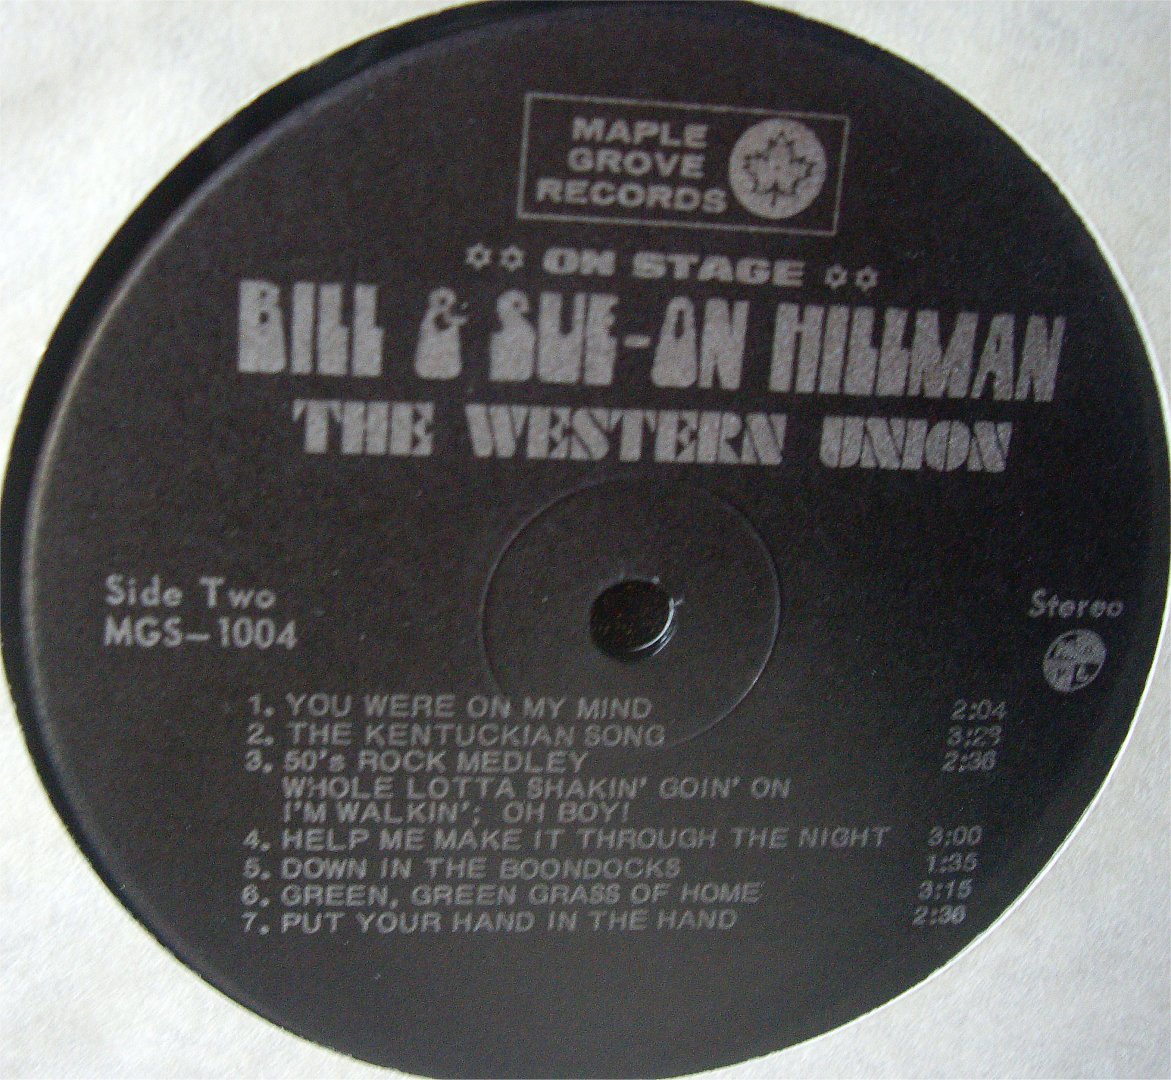 MAPLE
GROVE
RECORDS
ON STAGE
BILL & SUE-ON HILLMAN
THE WESTERN UNION
Side Two
MGS-1004
Stereo
1. YOU WERE ON MY MIND 2:04
2. THE KENTUCKIAN SONG
3. 50's ROCK MEDLEY 2:36
WHOLE LOTTA SHAKIN' GOIN' ON
I'M WALKIN'; OH BOY!
4. HELP ME MAKE IT THROUGH THE NIGHT 3:00
5. DOWN IN THE BOONDOCKS 1:35
6. GREEN, GREEN GRASS OF HOME 3:15
7. PUT YOUR HAND IN THE HAND 2:36